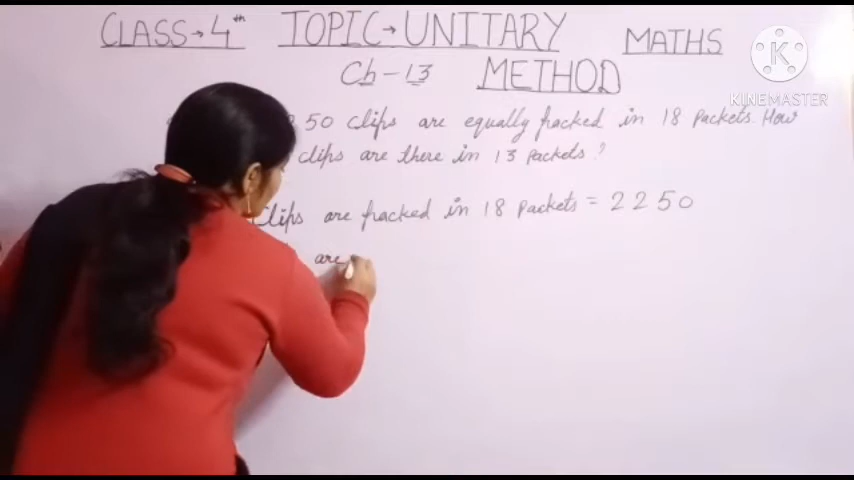 CLASS→4th TOPIC→UNITARY MATHS
Ch-13 METHOD
KINEMASTER
50 clips are equally packed in 18 Packets. How
clips are there in 13 Packets?
Clips are packed in 18 Packets = 2250
are